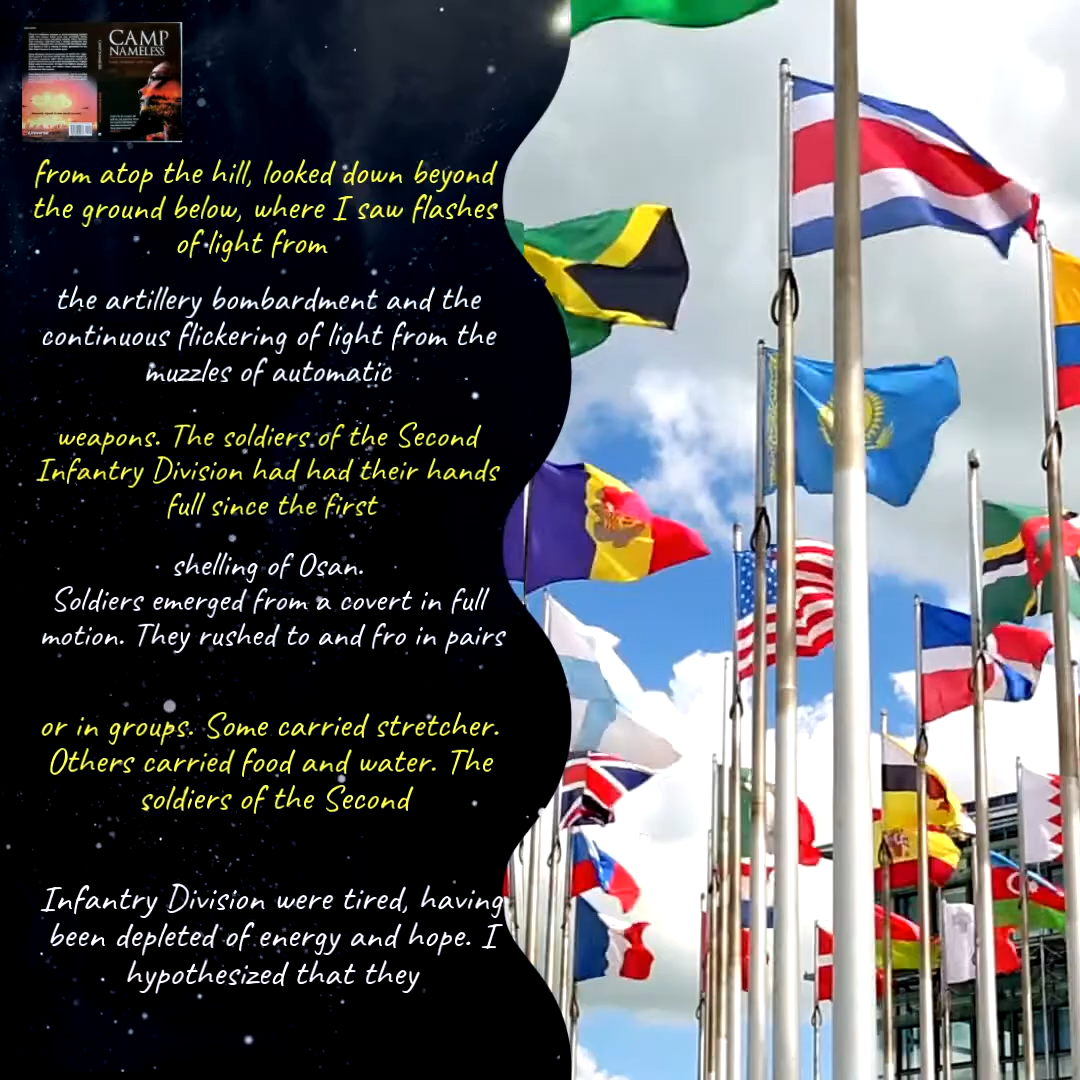 CAMP
NAMELESS
from atop the hill, looked down beyond
the ground below, where I saw flashes
of light from
the artillery bombardment and the
continuous flickering of light from the
muzzles of automatic
weapons. The soldiers of the Second
Infantry Division had had their hands
full since the first
shelling of Osan.
Soldiers emerged from a covert in full
motion. They rushed to and fro in pairs
or in groups. Some carried stretcher.
Others carried food and water. The
soldiers of the Second
Infantry Division were tired, having
been depleted of energy and hope. I
hypothesized that they